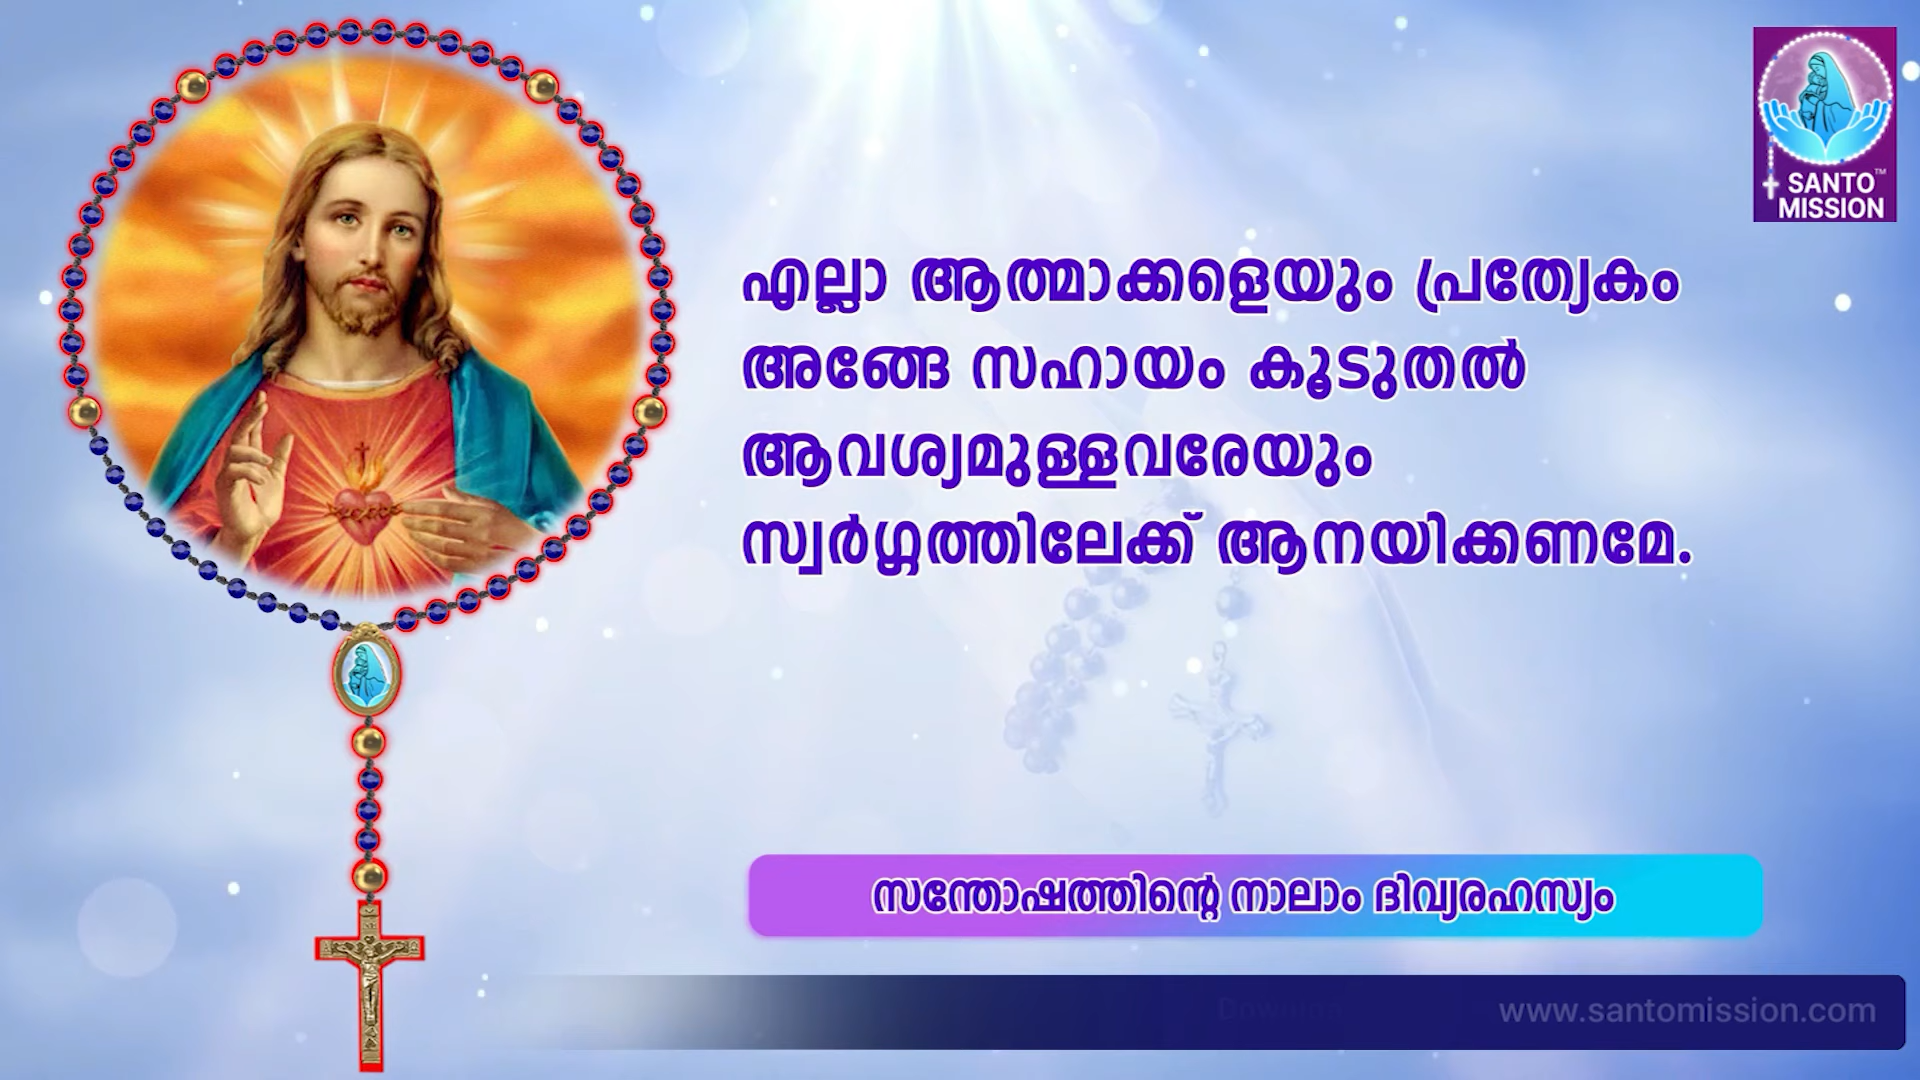 SANTO™
MISSION
എല്ലാ ആത്മാക്കളെയും പ്രത്യേകം
അങ്ങേ സഹായം കൂടുതൽ
ആവശ്യമുള്ളവരേയും
സ്വർഗ്ഗത്തിലേക്ക് ആനയിക്കണമേ.
സന്തോഷത്തിന്റെ നാലാം ദിവ്യരഹസ്യം
www.santomission.com